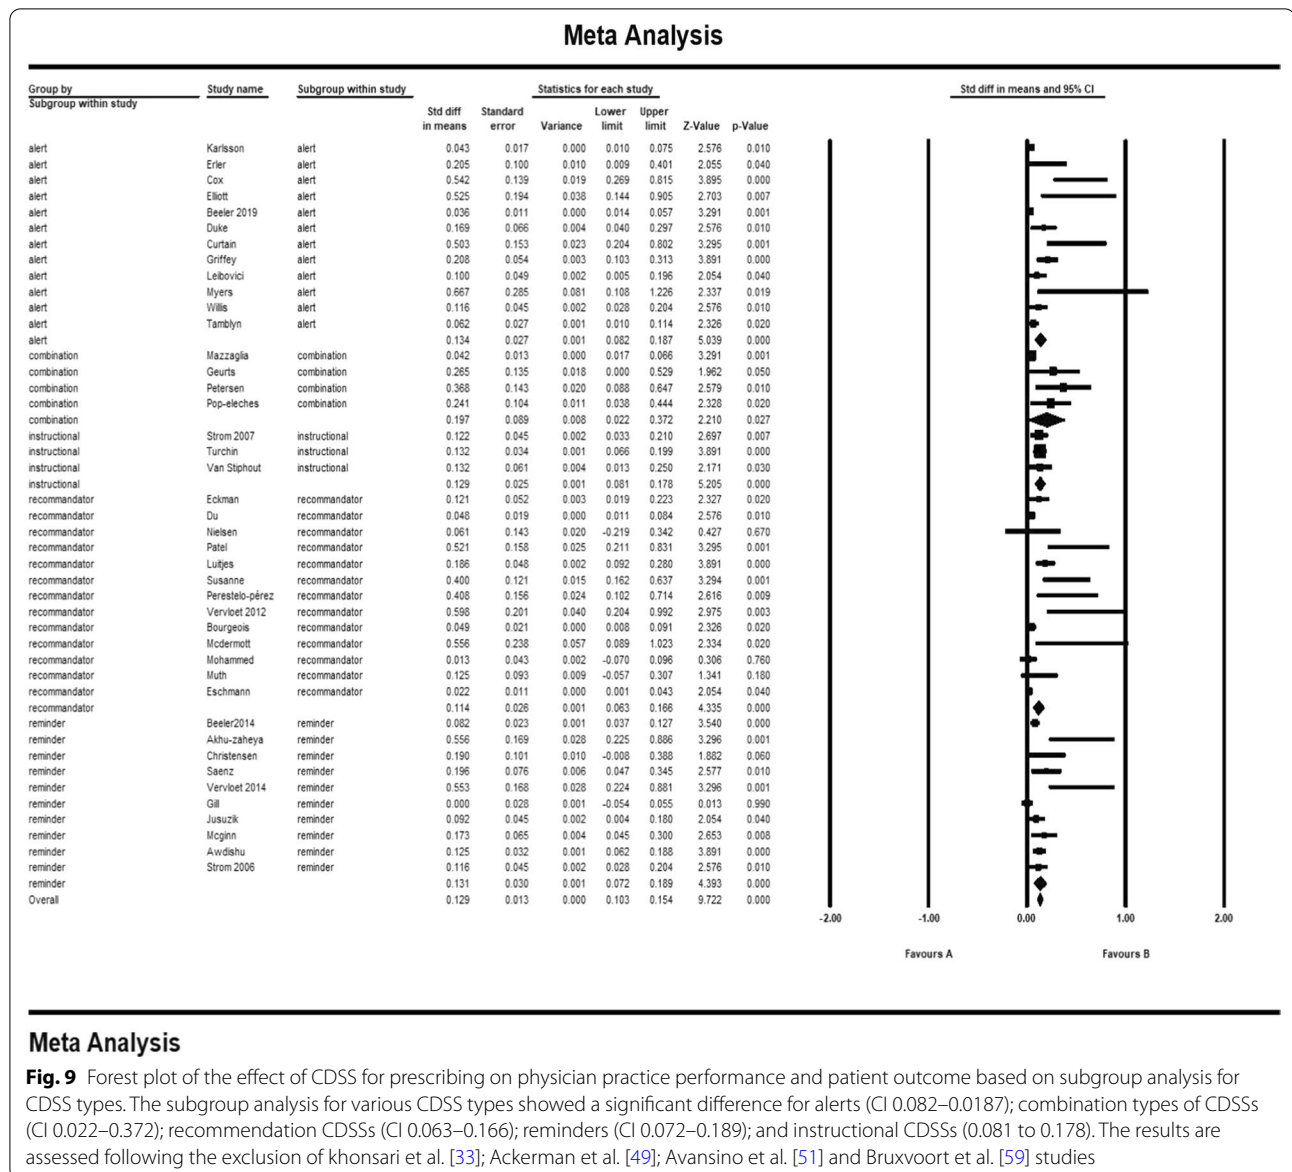 Meta Analysis
Group by Study name Subgroup within study Statistics for each study Std diff in means and 95% CI
Subgroup within study
Std diff Standard Lower Upper
in means error Variance limit limit Z-Value p-Value
alert Karlsson alert 0.043 0.017 0.000 0.010 0.075 2.576 0.010
alert Erler alert 0.205 0.100 0.010 0.009 0.401 2.055 0.040
alert Cox alert 0.542 0.139 0.019 0.269 0.815 3.895 0.000
alert Elliott alert 0.525 0.194 0.038 0.144 0.905 2.703 0.007
alert Beeler 2019 alert 0.036 0.011 0.000 0.014 0.057 3.291 0.001
alert Duke alert 0.169 0.066 0.004 0.040 0.297 2.576 0.010
alert Curtain alert 0.503 0.153 0.023 0.204 0.802 3.295 0.001
alert Griffey alert 0.208 0.054 0.003 0.103 0.313 3.891 0.000
alert Leibovici alert 0.100 0.049 0.002 0.005 0.196 2.054 0.040
alert Myers alert 0.667 0.285 0.081 0.108 1.226 2.337 0.019
alert Willis alert 0.116 0.045 0.002 0.028 0.204 2.576 0.010
alert Tamblyn alert 0.062 0.027 0.001 0.010 0.114 2.326 0.020
alert 0.134 0.027 0.001 0.082 0.187 5.039 0.000
combination Mazzaglia combination 0.042 0.013 0.000 0.017 0.066 3.291 0.001
combination Geurts combination 0.265 0.135 0.018 0.000 0.529 1.962 0.050
combination Petersen combination 0.368 0.143 0.020 0.088 0.647 2.579 0.010
combination Pop-eleches combination 0.241 0.104 0.011 0.038 0.444 2.328 0.020
combination 0.197 0.089 0.008 0.022 0.372 2.210 0.027
instructional Strom 2007 instructional 0.122 0.045 0.002 0.033 0.210 2.697 0.007
instructional Turchin instructional 0.132 0.034 0.001 0.066 0.199 3.891 0.000
instructional Van Stiphout instructional 0.132 0.061 0.004 0.013 0.250 2.171 0.030
instructional 0.129 0.025 0.001 0.081 0.178 5.205 0.000
recommandator Eckman recommandator 0.121 0.052 0.003 0.019 0.223 2.327 0.020
recommandator Du recommandator 0.048 0.019 0.000 0.011 0.084 2.576 0.010
recommandator Nielsen recommandator 0.061 0.143 0.020 -0.219 0.342 0.427 0.670
recommandator Patel recommandator 0.521 0.158 0.025 0.211 0.831 3.295 0.001
recommandator Luitjes recommandator 0.186 0.048 0.002 0.092 0.280 3.891 0.000
recommandator Susanne recommandator 0.400 0.121 0.015 0.162 0.637 3.294 0.001
recommandator Perestelo-pérez recommandator 0.408 0.156 0.024 0.102 0.714 2.616 0.009
recommandator Vervloet 2012 recommandator 0.598 0.201 0.040 0.204 0.992 2.975 0.003
recommandator Bourgeois recommandator 0.049 0.021 0.000 0.008 0.091 2.326 0.020
recommandator Mcdermott recommandator 0.556 0.238 0.057 0.089 1.023 2.334 0.020
recommandator Mohammed recommandator 0.013 0.043 0.002 -0.070 0.096 0.306 0.760
recommandator Muth recommandator 0.125 0.093 0.009 -0.057 0.307 1.341 0.180
recommandator Eschmann recommandator 0.022 0.011 0.000 0.001 0.043 2.054 0.040
recommandator 0.114 0.026 0.001 0.063 0.166 4.335 0.000
reminder Beeler2014 reminder 0.082 0.023 0.001 0.037 0.127 3.540 0.000
reminder Akhu-zaheya reminder 0.556 0.169 0.028 0.225 0.886 3.296 0.001
reminder Christensen reminder 0.190 0.101 0.010 -0.008 0.388 1.882 0.060
reminder Saenz reminder 0.196 0.076 0.006 0.047 0.345 2.577 0.010
reminder Vervloet 2014 reminder 0.553 0.168 0.028 0.224 0.881 3.296 0.001
reminder Gill reminder 0.000 0.028 0.001 -0.054 0.055 0.013 0.990
reminder Jusuzik reminder 0.092 0.045 0.002 0.004 0.180 2.054 0.040
reminder Mcginn reminder 0.173 0.065 0.004 0.045 0.300 2.653 0.008
reminder Awdishu reminder 0.125 0.032 0.001 0.062 0.188 3.891 0.000
reminder Strom 2006 reminder 0.116 0.045 0.002 0.028 0.204 2.576 0.010
reminder 0.131 0.030 0.001 0.072 0.189 4.393 0.000
Overall 0.129 0.013 0.000 0.103 0.154 9.722 0.000
-2.00 -1.00 0.00 1.00 2.00
Favours A Favours B
Meta Analysis
Fig. 9 Forest plot of the effect of CDSS for prescribing on physician practice performance and patient outcome based on subgroup analysis for
CDSS types. The subgroup analysis for various CDSS types showed a significant difference for alerts (CI 0.082–0.0187); combination types of CDSSs
(CI 0.022–0.372); recommendation CDSSs (CI 0.063–0.166); reminders (CI 0.072–0.189); and instructional CDSSs (0.081 to 0.178). The results are
assessed following the exclusion of khonsari et al. [33]; Ackerman et al. [49]; Avansino et al. [51] and Bruxvoort et al. [59] studies